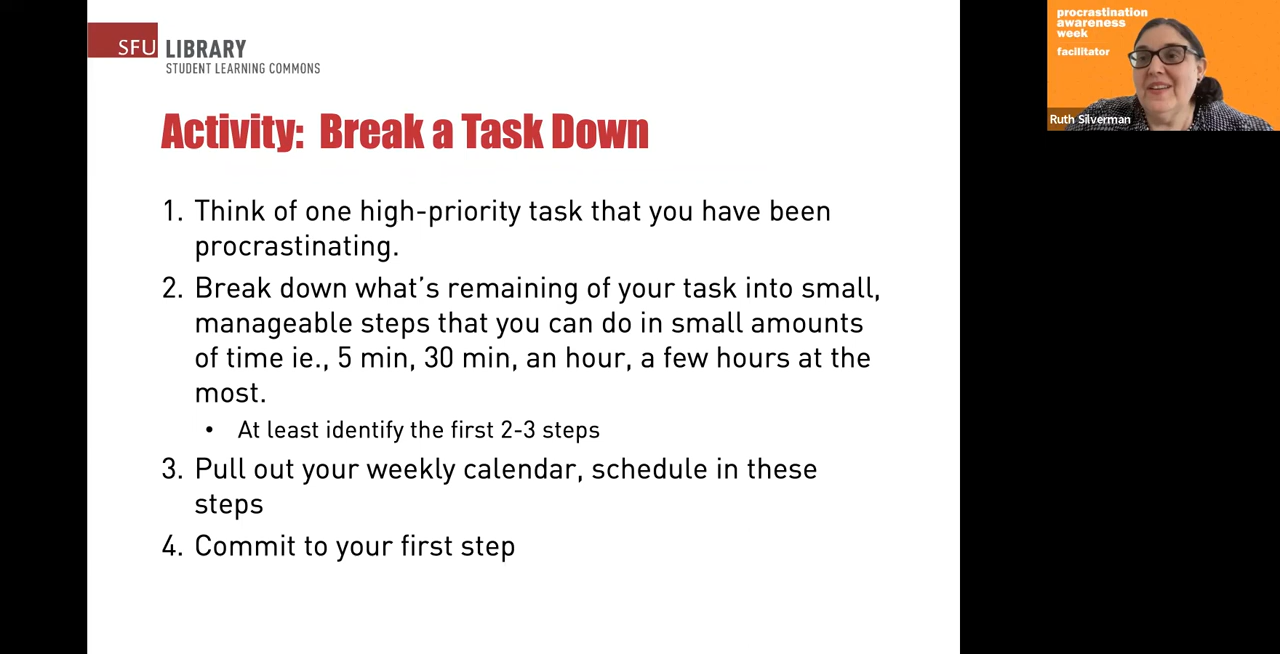 SFU LIBRARY
STUDENT LEARNING COMMONS
Activity: Break a Task Down
1. Think of one high-priority task that you have been
procrastinating.
2. Break down what's remaining of your task into small,
manageable steps that you can do in small amounts
of time ie., 5 min, 30 min, an hour, a few hours at the
most.
• At least identify the first 2-3 steps
3. Pull out your weekly calendar, schedule in these
steps
4. Commit to your first step
procrastination
awareness
week
facilitator
Ruth Silverman